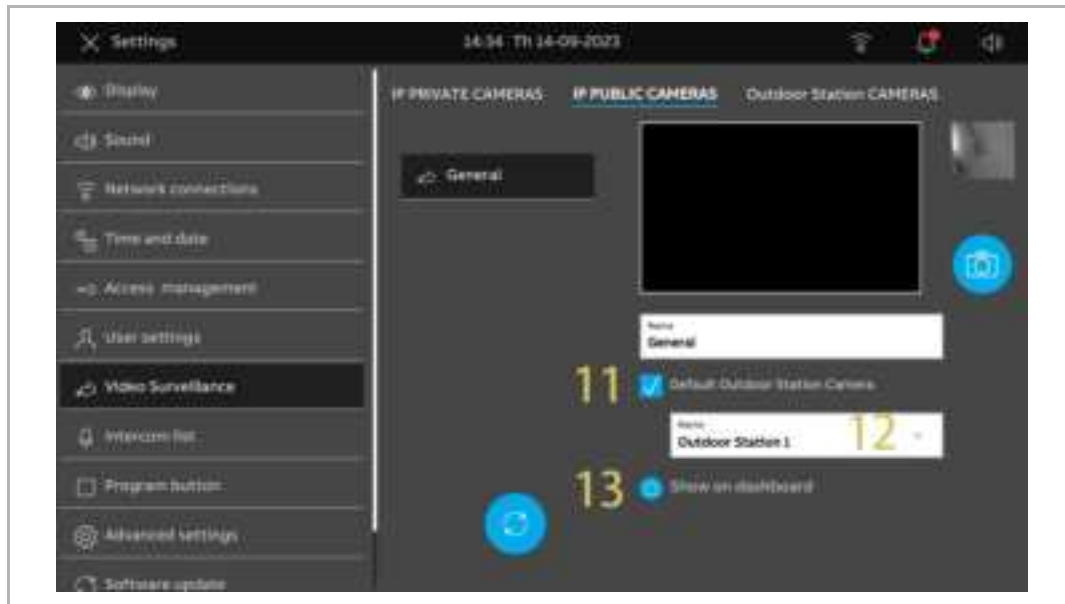 Settings
14:34 Th 14-09-2023
Display
Sound
Network connections
Time and date
Access management
User settings
Video Surveillance
Intercom list
Program button
Advanced settings
Software update
IP PRIVATE CAMERAS
IP PUBLIC CAMERAS
Outdoor Station CAMERAS
General
Name
General
11
Default Outdoor Station Camera
Name
Outdoor Station 1
12
13
Show on dashboard